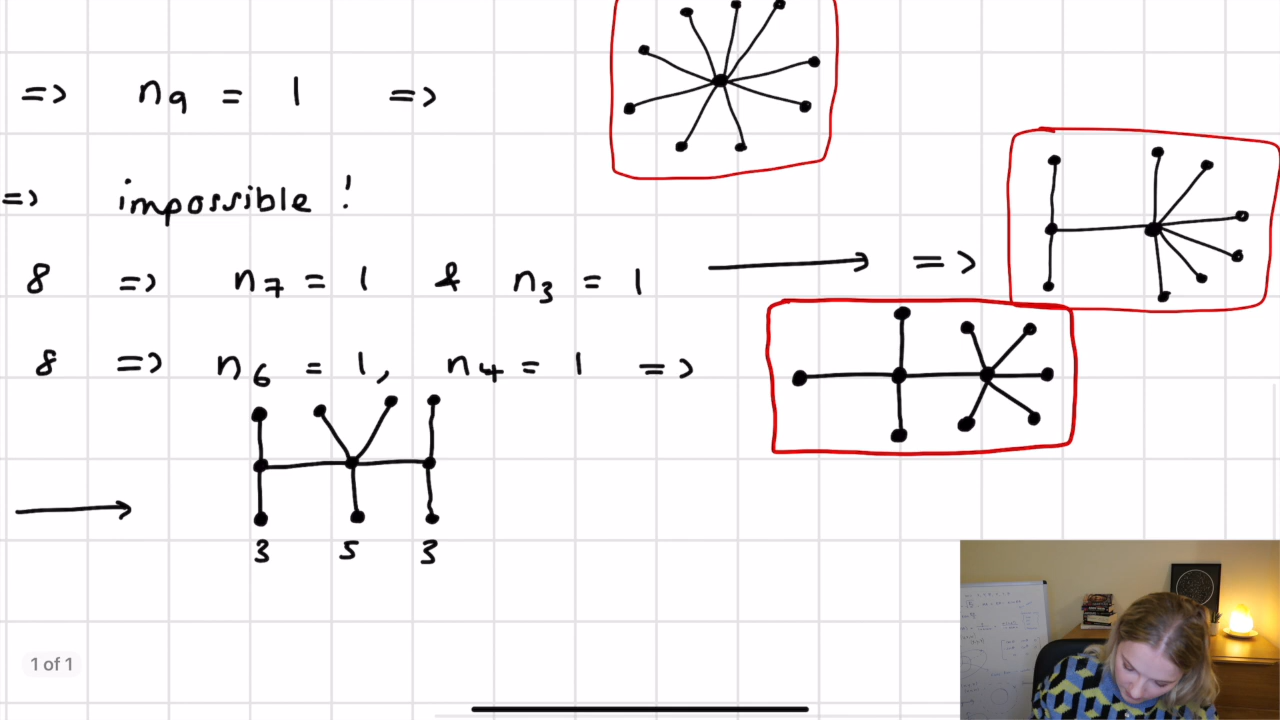 => n₉ = 1 =>
=> impossible !
8 => n₇ = 1 & n₃ = 1 ⟶ =>
8 => n₆ = 1, n₄ = 1 =>
⟶
3 5 3
1 of 1